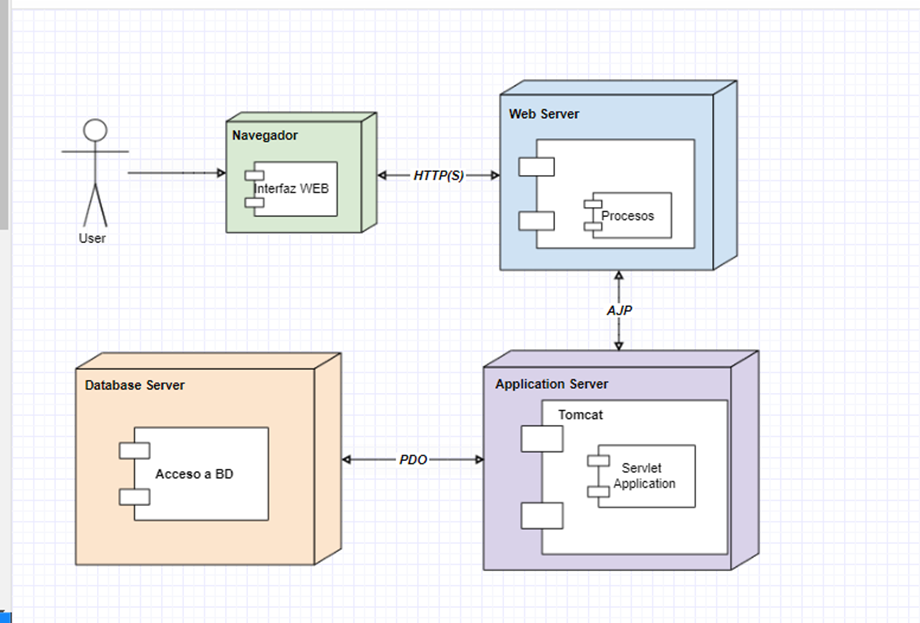 Web Server
Navegador
Interfaz WEB
HTTP(S)
Procesos
User
AJP
Database Server
Application Server
Tomcat
Acceso a BD
PDO
Servlet
Application